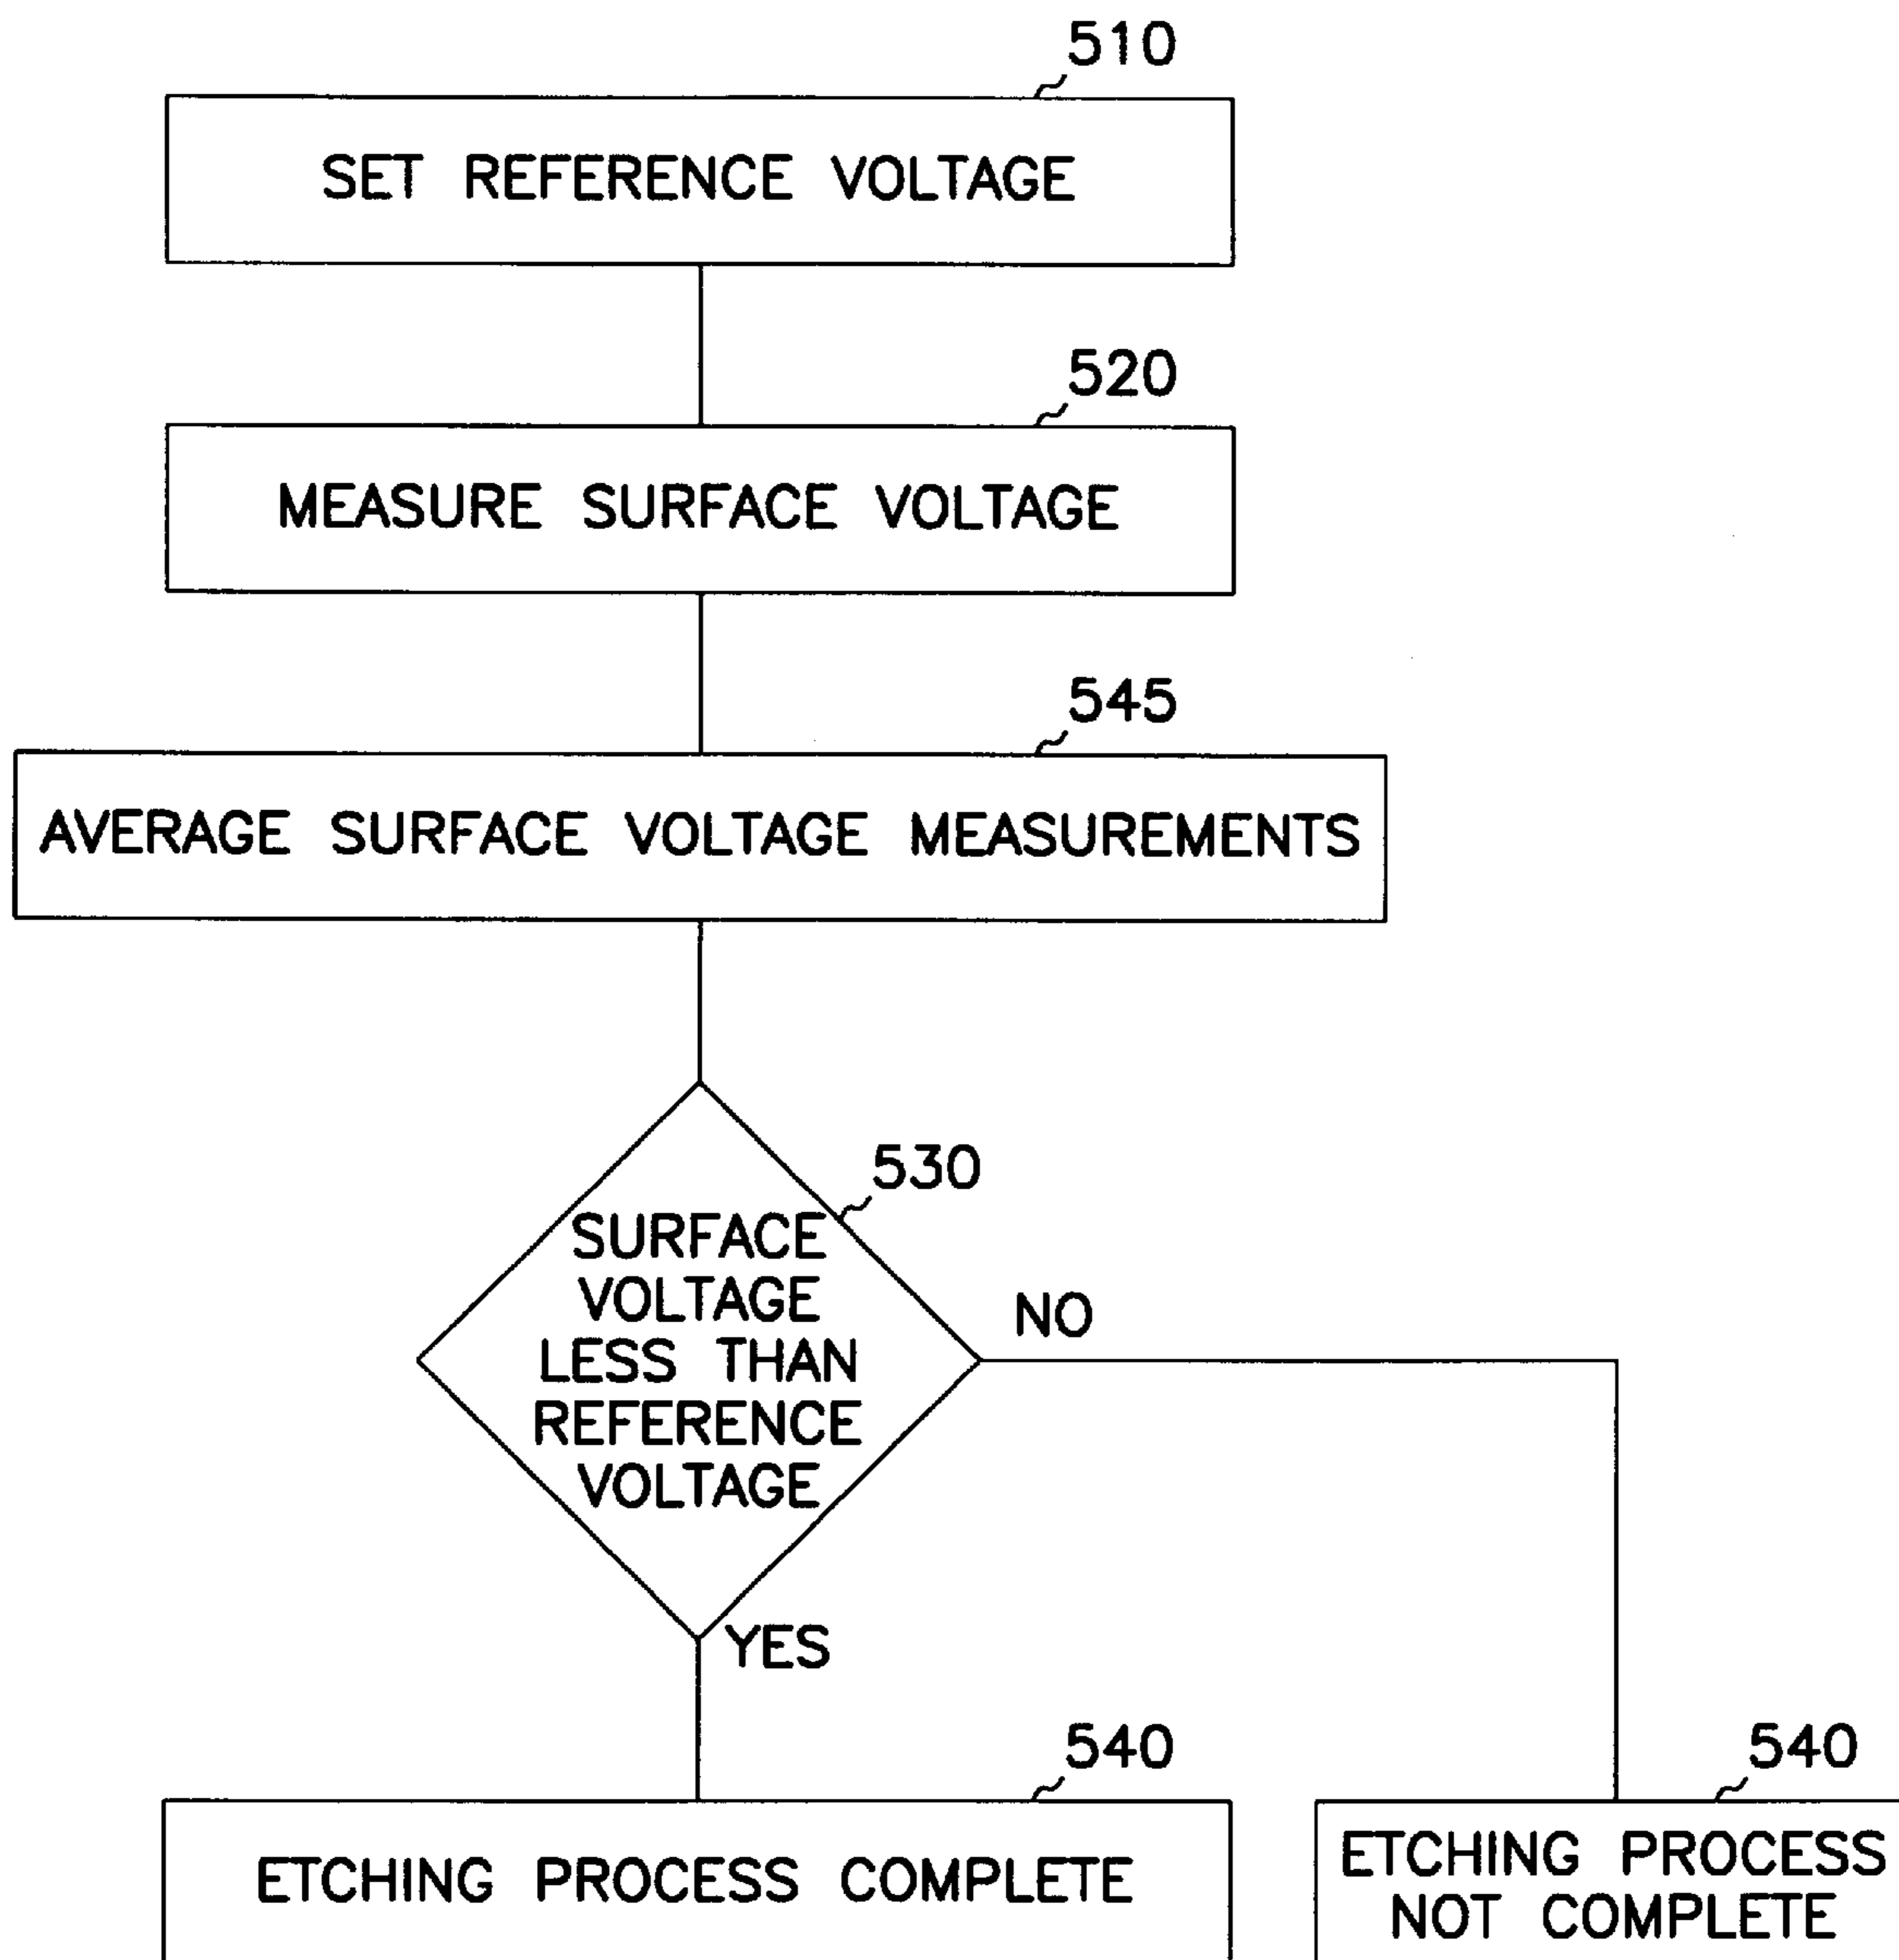 510
SET REFERENCE VOLTAGE
520
MEASURE SURFACE VOLTAGE
545
AVERAGE SURFACE VOLTAGE MEASUREMENTS
530
SURFACE
VOLTAGE
LESS THAN
REFERENCE
VOLTAGE
NO
YES
540
ETCHING PROCESS COMPLETE
540
ETCHING PROCESS
NOT COMPLETE